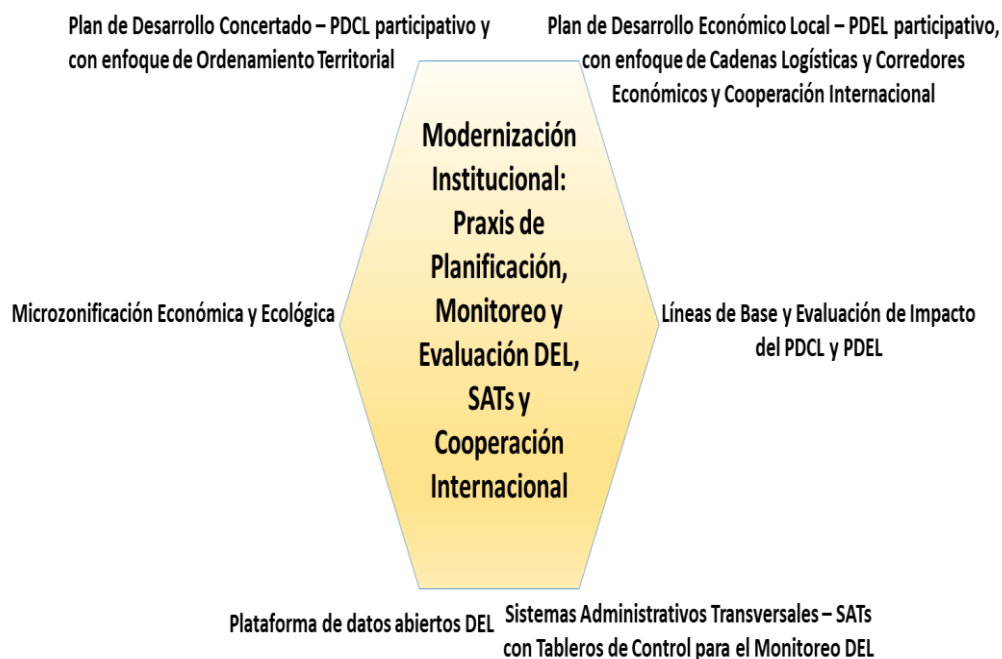 Plan de Desarrollo Concertado – PDCL participativo y
con enfoque de Ordenamiento Territorial
Plan de Desarrollo Económico Local – PDEL participativo,
con enfoque de Cadenas Logísticas y Corredores
Económicos y Cooperación Internacional
Modernización
Institucional:
Praxis de
Planificación,
Monitoreo y
Evaluación DEL,
SATs y
Cooperación
Internacional
Microzonificación Económica y Ecológica
Líneas de Base y Evaluación de Impacto
del PDCL y PDEL
Plataforma de datos abiertos DEL
Sistemas Administrativos Transversales – SATs
con Tableros de Control para el Monitoreo DEL